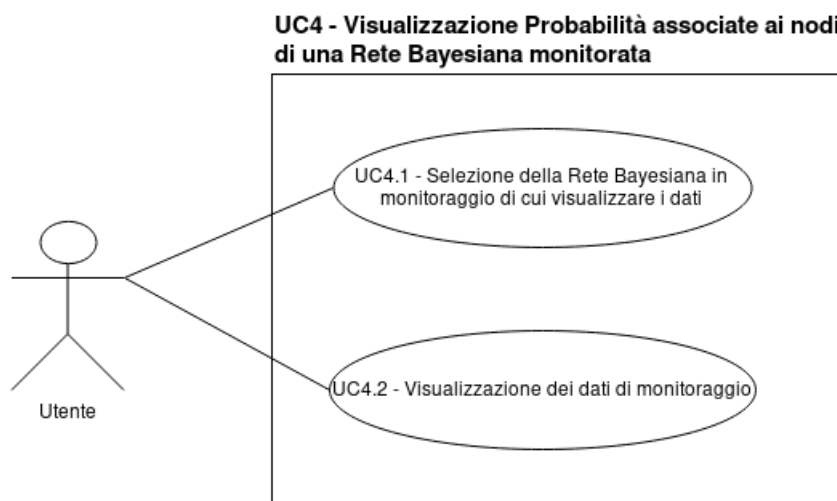 UC4 - Visualizzazione Probabilità associate ai nodi
di una Rete Bayesiana monitorata
UC4.1 - Selezione della Rete Bayesiana in
monitoraggio di cui visualizzare i dati
UC4.2 - Visualizzazione dei dati di monitoraggio
Utente